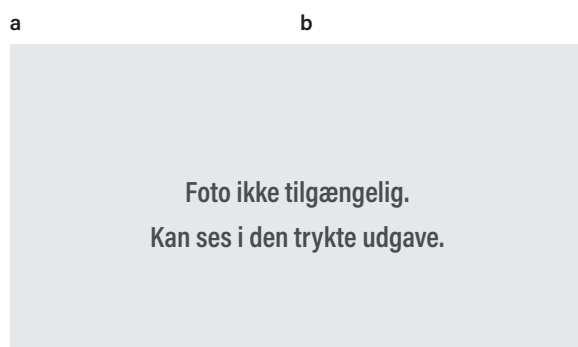 a b
Foto ikke tilgængelig.
Kan ses i den trykte udgave.